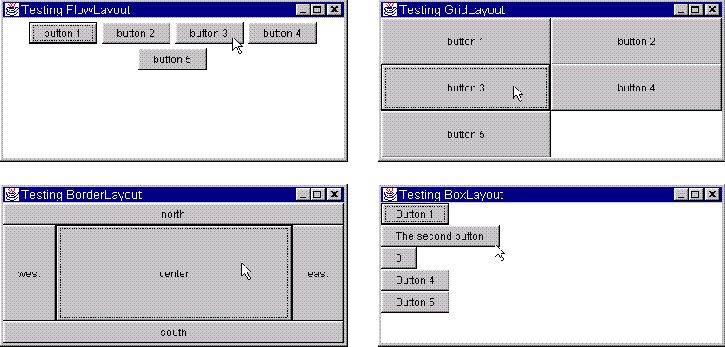 Testing FlowLayout
button 1 button 2 button 3 button 4
button 5
Testing GridLayout
button 1 button 2
button 3 button 4
button 5
Testing BorderLayout
north
west center east
south
Testing BoxLayout
Button 1
The second button
3
Button 4
Button 5